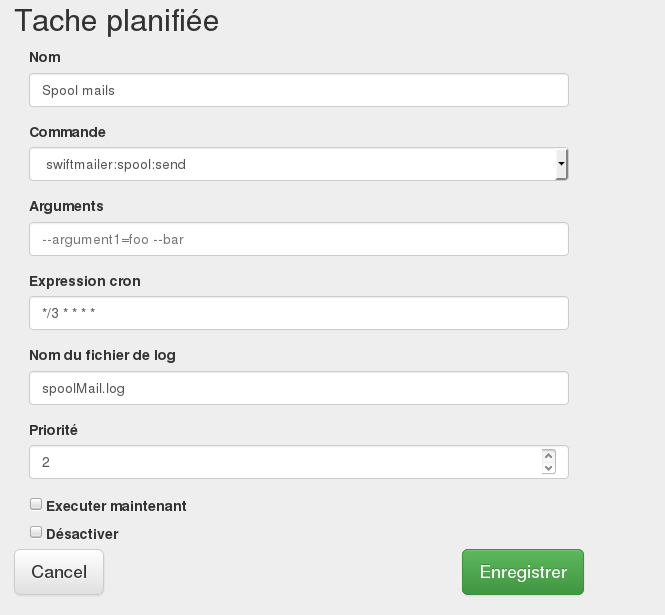 Tache planifiée
Nom
Spool mails
Commande
swiftmailer:spool:send
Arguments
--argument1=foo --bar
Expression cron
*/3 * * * *
Nom du fichier de log
spoolMail.log
Priorité
2
Executer maintenant
Désactiver
Cancel Enregistrer